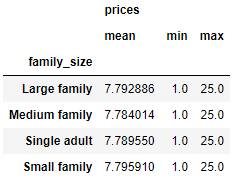 prices
mean min max
family_size
Large family 7.792886 1.0 25.0
Medium family 7.784014 1.0 25.0
Single adult 7.789550 1.0 25.0
Small family 7.795910 1.0 25.0